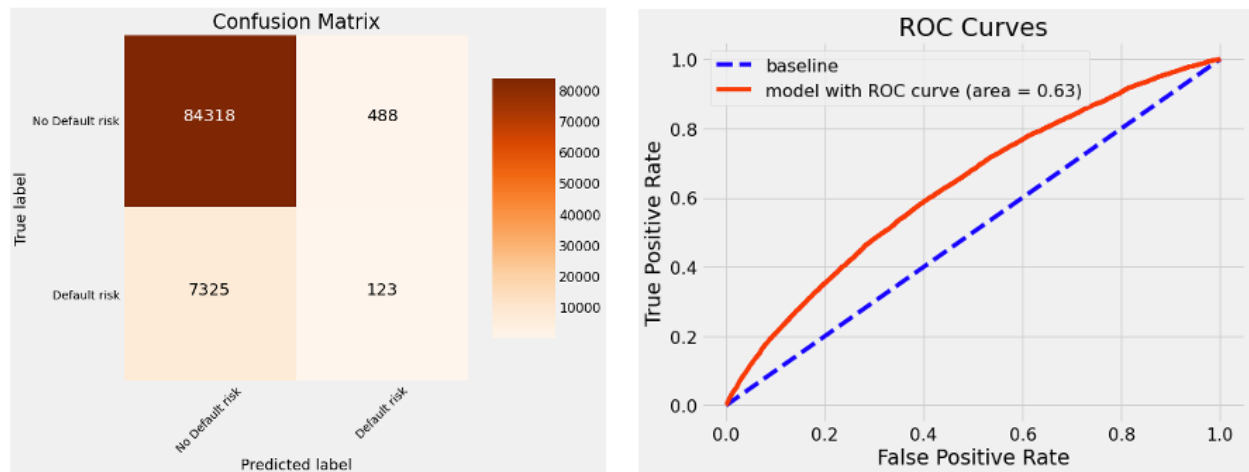 Confusion Matrix
True label
No Default risk
Default risk
84318
488
7325
123
No Default risk
Default risk
Predicted label
80000
70000
60000
50000
40000
30000
20000
10000
ROC Curves
baseline
model with ROC curve (area = 0.63)
True Positive Rate
1.0
0.8
0.6
0.4
0.2
0.0
0.0
0.2
0.4
0.6
0.8
1.0
False Positive Rate